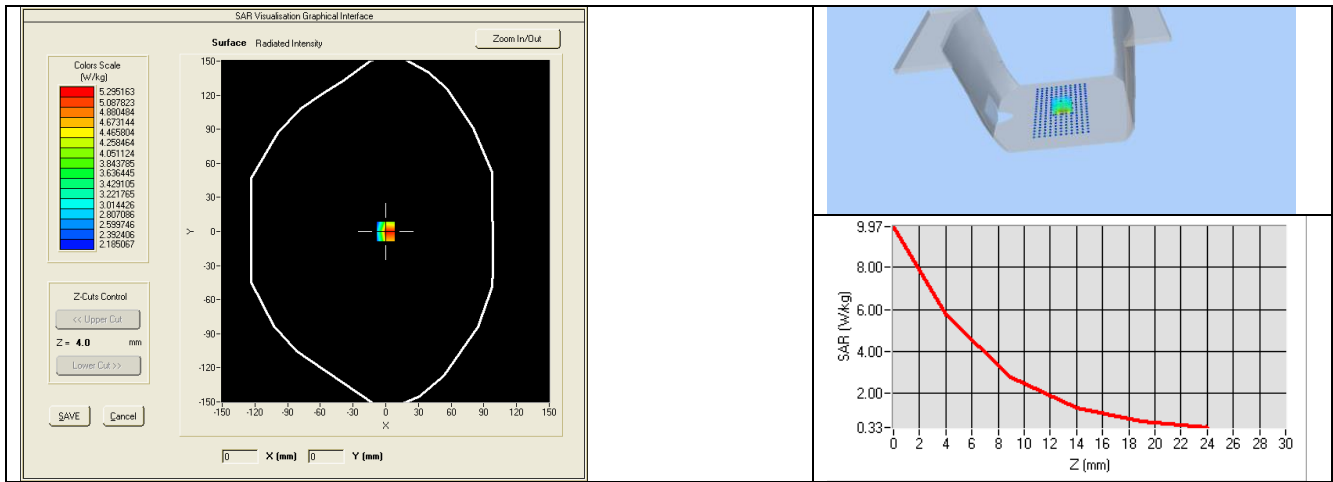 SAR Visualisation Graphical Interface
Surface Radiated Intensity
Zoom In/Out
Colors Scale
(W/kg)
5.295163
5.087823
4.880484
4.673144
4.465804
4.258464
4.051124
3.843785
3.636445
3.429105
3.221765
3.014426
2.807086
2.599746
2.392406
2.185067
Z-Cuts Control
<< Upper Cut
Z = 4.0 mm
Lower Cut >>
SAVE Cancel
150
120
90
60
30
Y 0
-30
-60
-90
-120
-150
-150 -120 -90 -60 -30 0 30 60 90 120 150
X
0 X (mm) 0 Y (mm)
9.97
8.00
6.00
4.00
2.00
0.33
SAR (W/kg)
0 2 4 6 8 10 12 14 16 18 20 22 24 26 28 30
Z (mm)